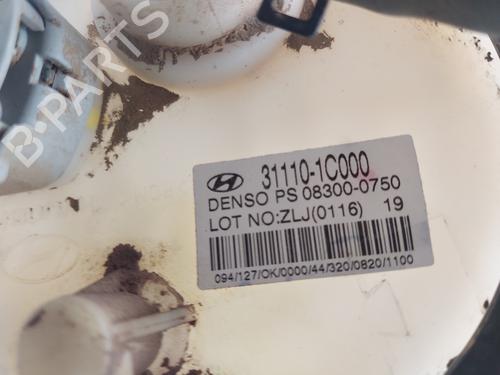 B-PARTS
31110-1C000
DENSO PS 08300-0750
LOT NO:ZLJ(0116) 19
094/127/OK/0000/44/320/0820/1100